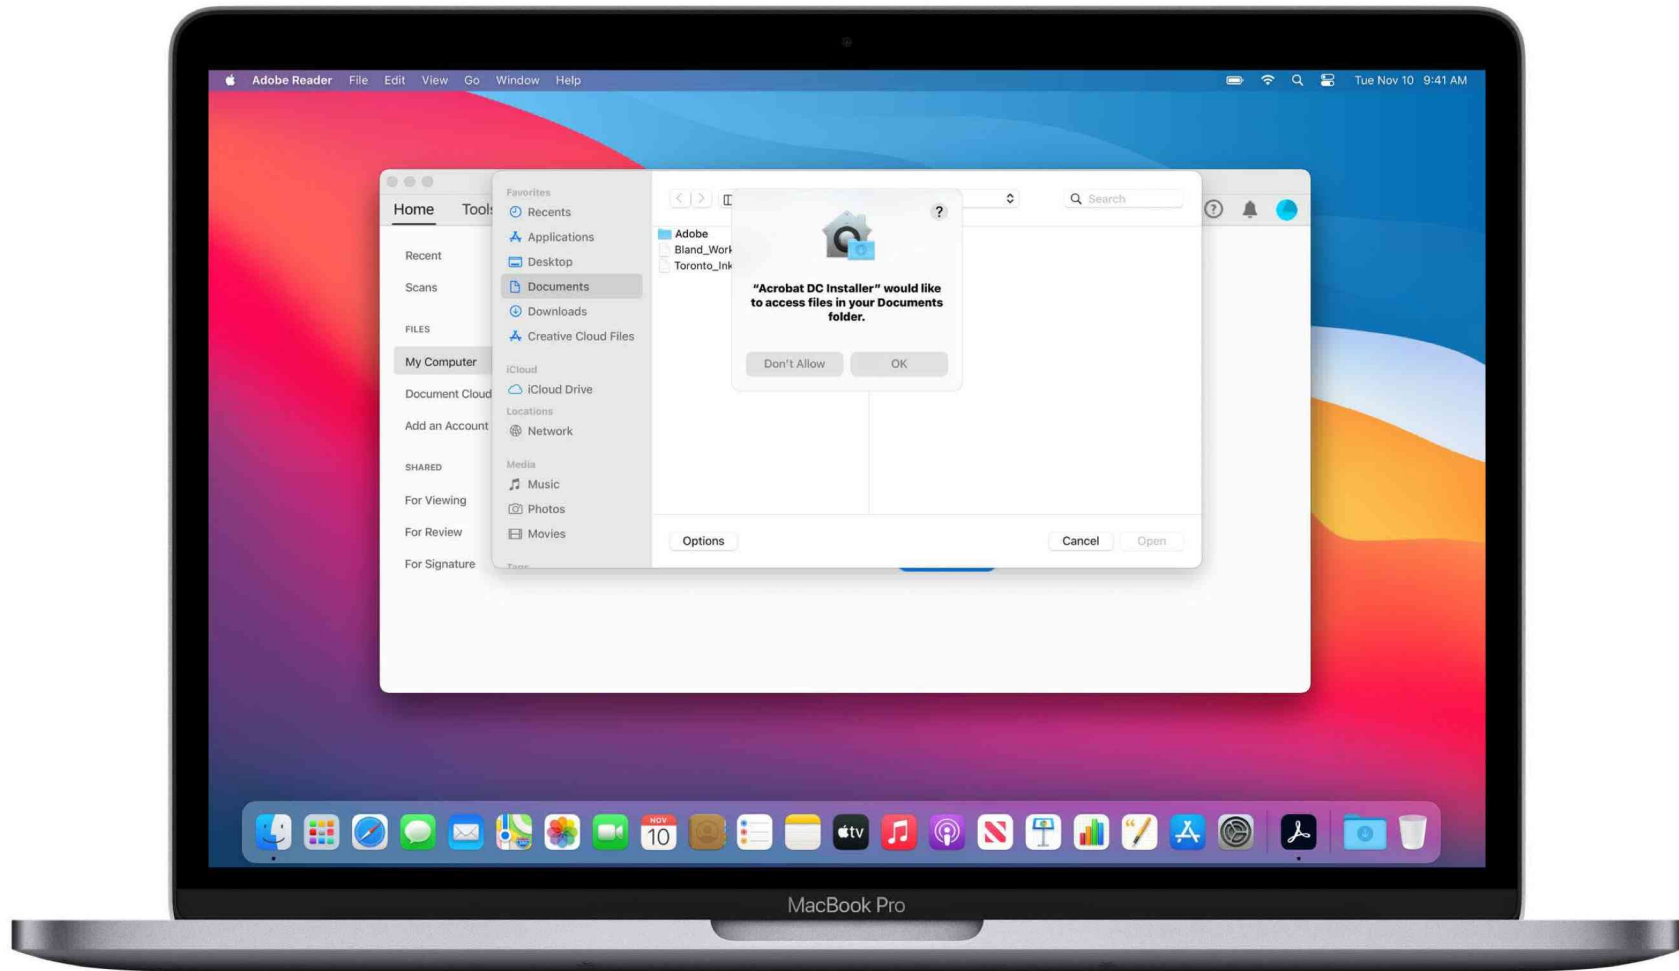 Adobe Reader File Edit View Go Window Help
Tue Nov 10 9:41 AM
Home
Favorites
Recents
Applications
Desktop
Documents
Downloads
Creative Cloud Files
iCloud
iCloud Drive
Locations
Network
Media
Music
Photos
Movies
Search
Recent
Scans
FILES
My Computer
Document Cloud
Add an Account
SHARED
For Viewing
For Review
For Signature
Adobe
Bland_Work
Toronto_Ink
?
“Acrobat DC Installer” would like
to access files in your Documents
folder.
Don't Allow OK
Options Cancel Open
NOV
10
tv
MacBook Pro